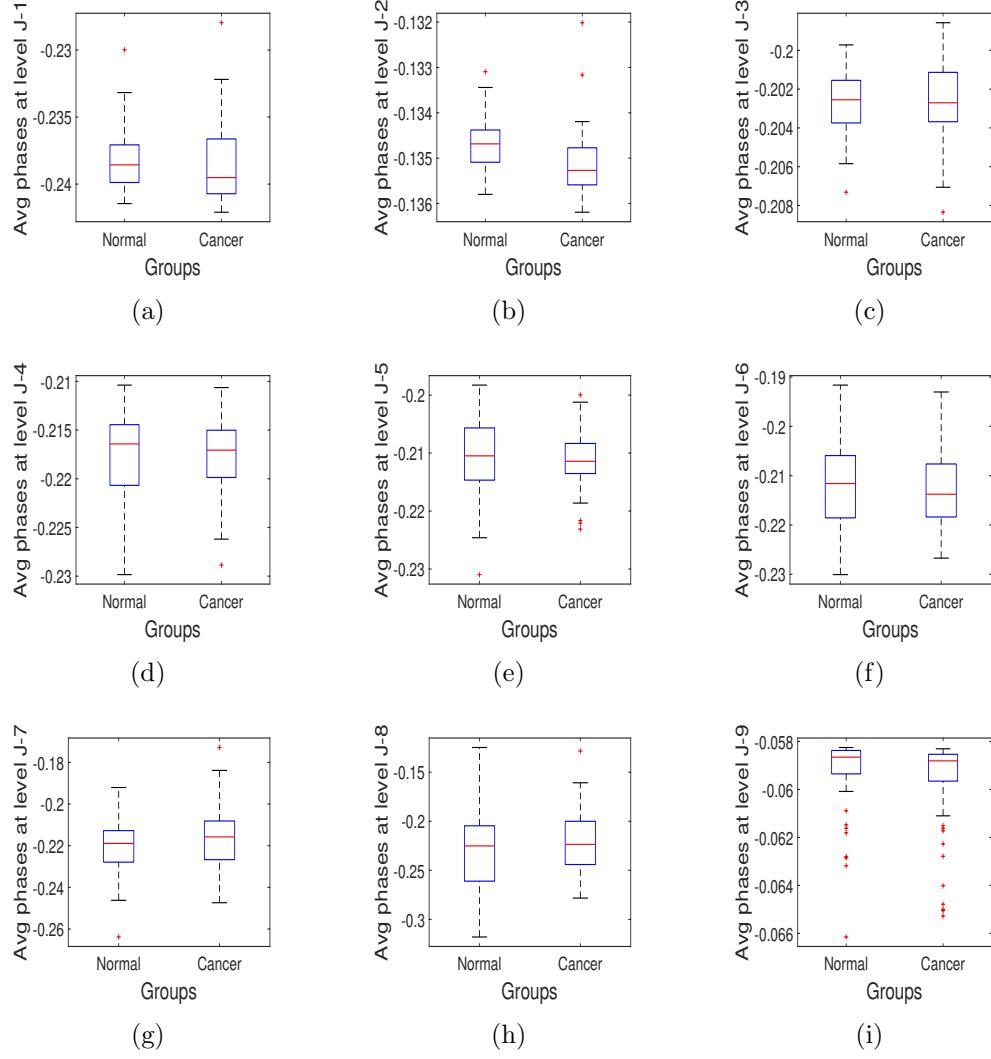 Avg phases at level J-1
-0.23
-0.235
-0.24
Normal
Cancer
Groups
(a)
Avg phases at level J-2
-0.132
-0.133
-0.134
-0.135
-0.136
Normal
Cancer
Groups
(b)
Avg phases at level J-3
-0.2
-0.202
-0.204
-0.206
-0.208
Normal
Cancer
Groups
(c)
Avg phases at level J-4
-0.21
-0.215
-0.22
-0.225
-0.23
Normal
Cancer
Groups
(d)
Avg phases at level J-5
-0.2
-0.21
-0.22
-0.23
Normal
Cancer
Groups
(e)
Avg phases at level J-6
-0.19
-0.2
-0.21
-0.22
-0.23
Normal
Cancer
Groups
(f)
Avg phases at level J-7
-0.18
-0.2
-0.22
-0.24
-0.26
Normal
Cancer
Groups
(g)
Avg phases at level J-8
-0.15
-0.2
-0.25
-0.3
Normal
Cancer
Groups
(h)
Avg phases at level J-9
-0.058
-0.06
-0.062
-0.064
-0.066
Normal
Cancer
Groups
(i)